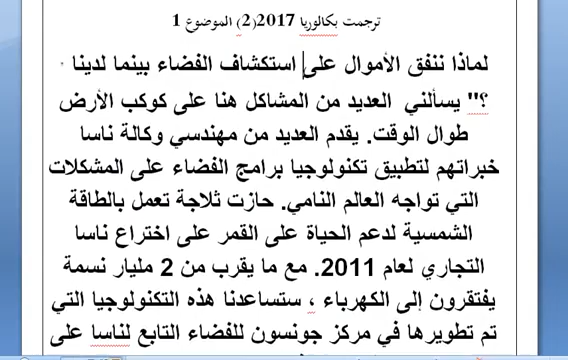 ترجمت بكالوريا 2017(2) الموضوع 1
لماذا ننفق الأموال على استكشاف الفضاء بينما لدينا
؟" يسألني العديد من المشاكل هنا على كوكب الأرض
طوال الوقت. يقدم العديد من مهندسي وكالة ناسا
خبراتهم لتطبيق تكنولوجيا برامج الفضاء على المشكلات
التي تواجه العالم النامي. حازت ثلاجة تعمل بالطاقة
الشمسية لدعم الحياة على القمر على اختراع ناسا
التجاري لعام 2011. مع ما يقرب من 2 مليار نسمة
يفتقرون إلى الكهرباء ، ستساعدنا هذه التكنولوجيا التي
تم تطويرها في مركز جونسون للفضاء التابع لناسا على